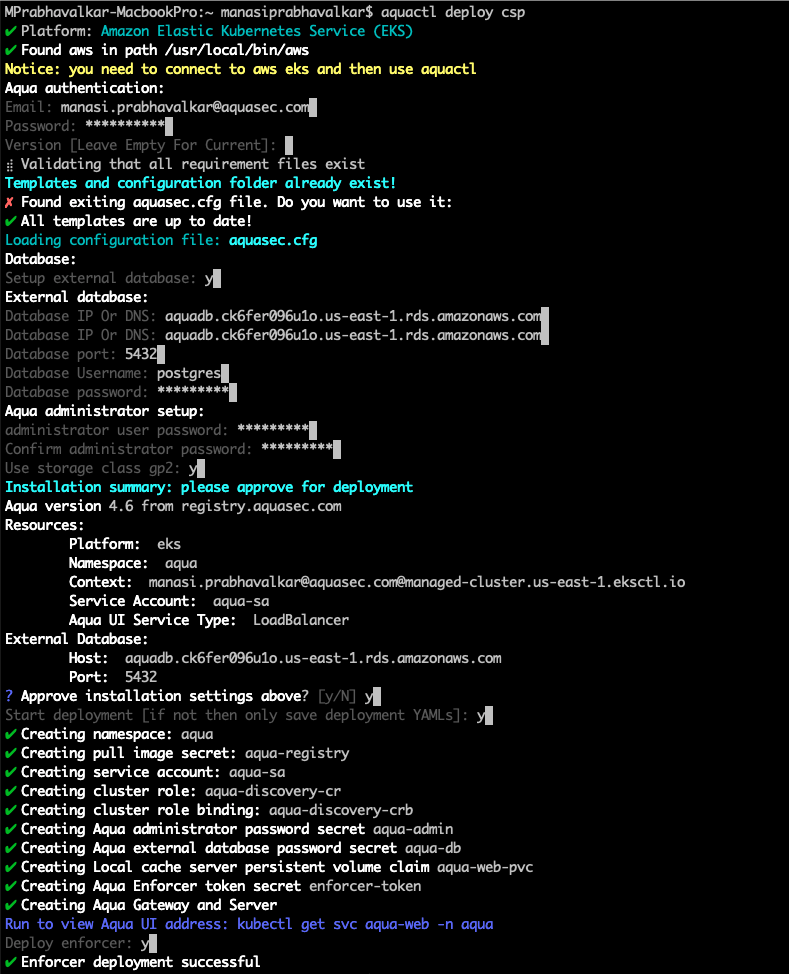 MPrabhavalkar-MacbookPro:~ manasiprabhavalkar$ aquactl deploy csp
✔ Platform: Amazon Elastic Kubernetes Service (EKS)
✔ Found aws in path /usr/local/bin/aws
Notice: you need to connect to aws eks and then use aquactl
Aqua authentication:
Email: manasi.prabhavalkar@aquasec.com
Password: **********
Version [Leave Empty For Current]:
⣾ Validating that all requirement files exist
Templates and configuration folder already exist!
✗ Found exiting aquasec.cfg file. Do you want to use it:
✔ All templates are up to date!
Loading configuration file: aquasec.cfg
Database:
Setup external database: y
External database:
Database IP Or DNS: aquadb.ck6fer096u1o.us-east-1.rds.amazonaws.com
Database IP Or DNS: aquadb.ck6fer096u1o.us-east-1.rds.amazonaws.com
Database port: 5432
Database Username: postgres
Database password: *********
Aqua administrator setup:
administrator user password: *********
Confirm administrator password: *********
Use storage class gp2: y
Installation summary: please approve for deployment
Aqua version 4.6 from registry.aquasec.com
Resources:
Platform: eks
Namespace: aqua
Context: manasi.prabhavalkar@aquasec.com@managed-cluster.us-east-1.eksctl.io
Service Account: aqua-sa
Aqua UI Service Type: LoadBalancer
External Database:
Host: aquadb.ck6fer096u1o.us-east-1.rds.amazonaws.com
Port: 5432
? Approve installation settings above? [y/N] y
Start deployment [if not then only save deployment YAMLs]: y
✔ Creating namespace: aqua
✔ Creating pull image secret: aqua-registry
✔ Creating service account: aqua-sa
✔ Creating cluster role: aqua-discovery-cr
✔ Creating cluster role binding: aqua-discovery-crb
✔ Creating Aqua administrator password secret aqua-admin
✔ Creating Aqua external database password secret aqua-db
✔ Creating Local cache server persistent volume claim aqua-web-pvc
✔ Creating Aqua Enforcer token secret enforcer-token
✔ Creating Aqua Gateway and Server
Run to view Aqua UI address: kubectl get svc aqua-web -n aqua
Deploy enforcer: y
✔ Enforcer deployment successful